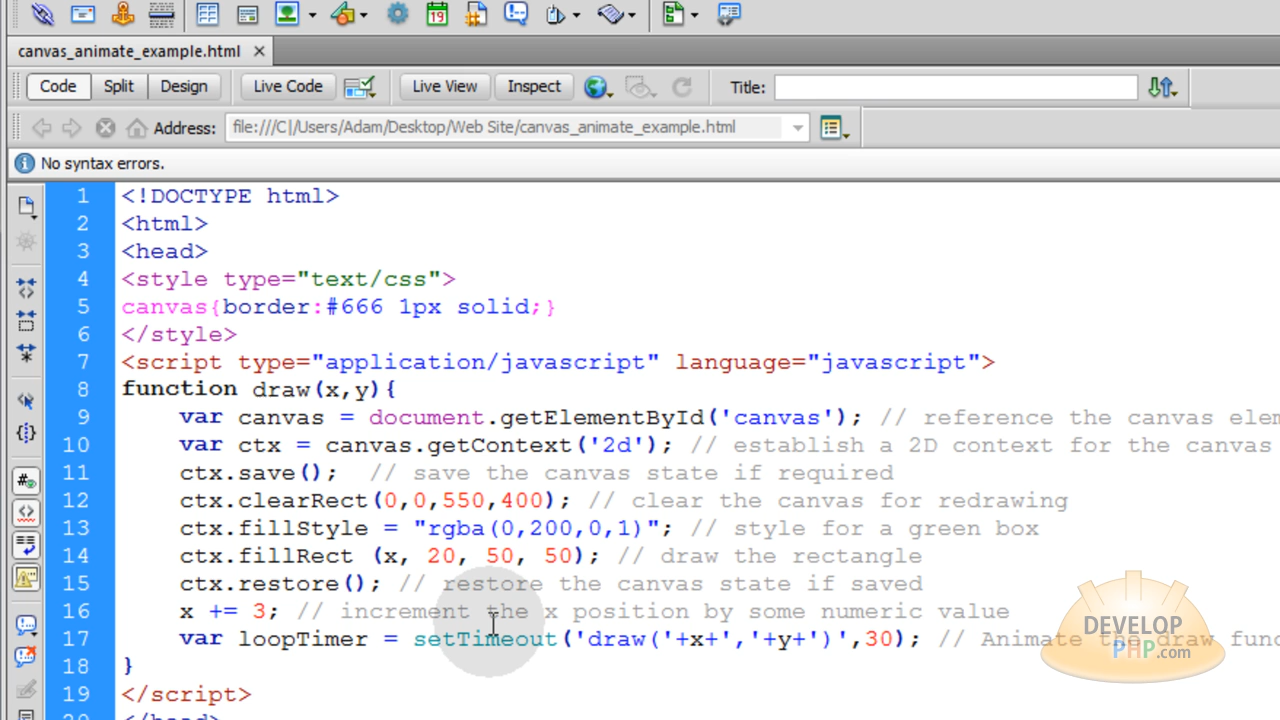 19
canvas_animate_example.html ×
Code Split Design Live Code Live View Inspect Title:
Address: file:///C|/Users/Adam/Desktop/Web Site/canvas_animate_example.html
No syntax errors.
1 <!DOCTYPE html>
2 <html>
3 <head>
4 <style type="text/css">
5 canvas{border:#666 1px solid;}
6 </style>
7 <script type="application/javascript" language="javascript">
8 function draw(x,y){
9 var canvas = document.getElementById('canvas'); // reference the canvas elem
10 var ctx = canvas.getContext('2d'); // establish a 2D context for the canvas
11 ctx.save(); // save the canvas state if required
12 ctx.clearRect(0,0,550,400); // clear the canvas for redrawing
13 ctx.fillStyle = "rgba(0,200,0,1)"; // style for a green box
14 ctx.fillRect (x, 20, 50, 50); // draw the rectangle
15 ctx.restore(); // restore the canvas state if saved
16 x += 3; // increment the x position by some numeric value
17 var loopTimer = setTimeout('draw('+x+','+y+')',30); // Animate the draw func
18 }
19 </script>
20 </head>
DEVELOP
PHP.com